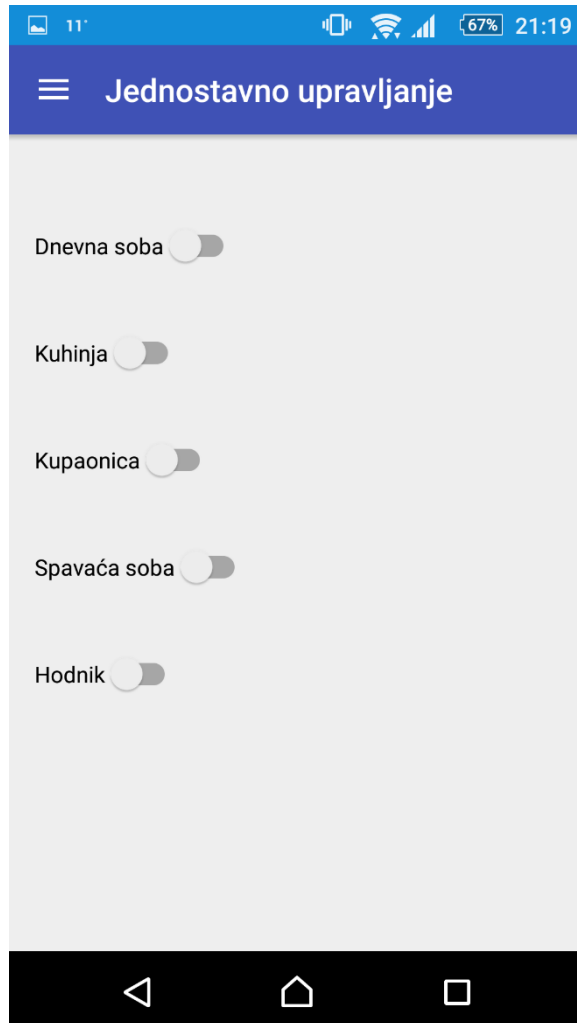 11° 67% 21:19
Jednostavno upravljanje
Dnevna soba
Kuhinja
Kupaonica
Spavaća soba
Hodnik